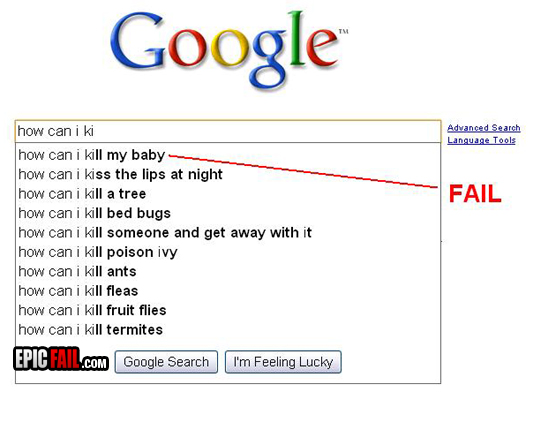 Google™
how can i ki
Advanced Search
Language Tools
how can i kill my baby
how can i kiss the lips at night
how can i kill a tree
FAIL
how can i kill bed bugs
how can i kill someone and get away with it
how can i kill poison ivy
how can i kill ants
how can i kill fleas
how can i kill fruit flies
how can i kill termites
EPIC FAIL.com
Google Search
I'm Feeling Lucky